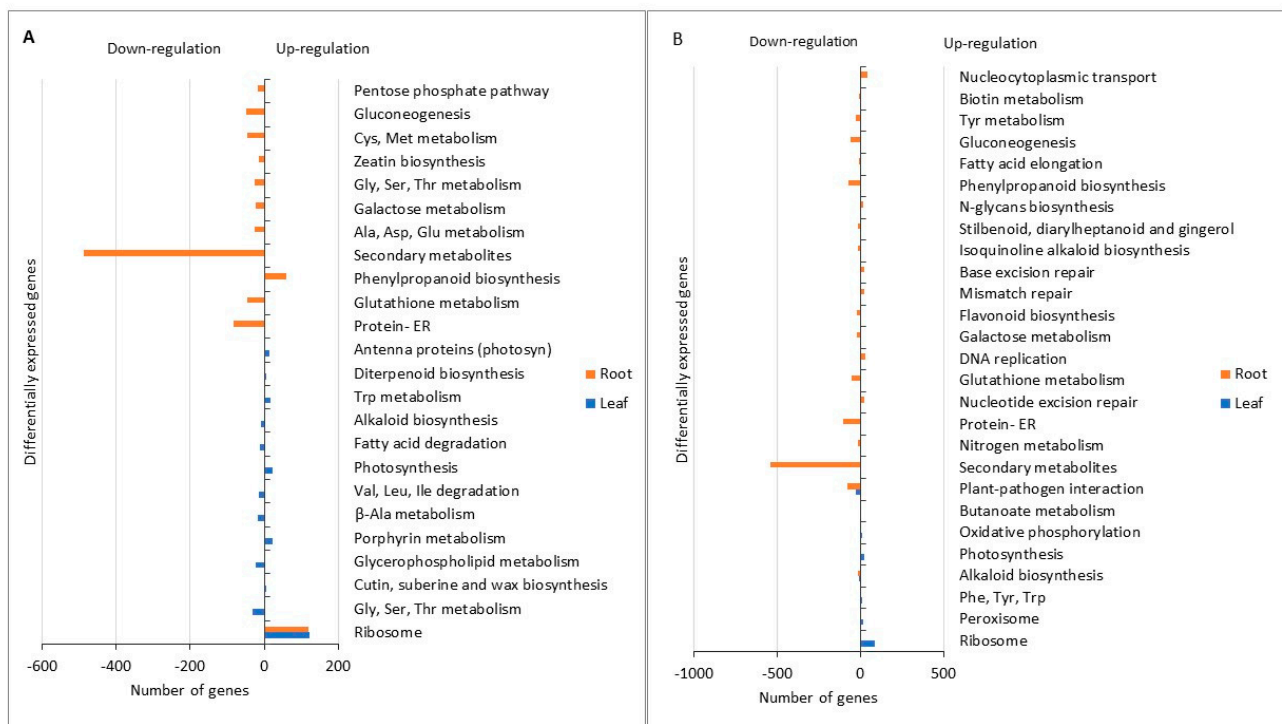 A
Down-regulation
Up-regulation
Differentially expressed genes
Pentose phosphate pathway
Gluconeogenesis
Cys, Met metabolism
Zeatin biosynthesis
Gly, Ser, Thr metabolism
Galactose metabolism
Ala, Asp, Glu metabolism
Secondary metabolites
Phenylpropanoid biosynthesis
Glutathione metabolism
Protein- ER
Antenna proteins (photosyn)
Diterpenoid biosynthesis
Trp metabolism
Alkaloid biosynthesis
Fatty acid degradation
Photosynthesis
Val, Leu, Ile degradation
β-Ala metabolism
Porphyrin metabolism
Glycerophospholipid metabolism
Cutin, suberine and wax biosynthesis
Gly, Ser, Thr metabolism
Ribosome
Root
Leaf
-600 -400 -200 0 200
Number of genes
B
Down-regulation
Up-regulation
Differentially expressed genes
Nucleocytoplasmic transport
Biotin metabolism
Tyr metabolism
Gluconeogenesis
Fatty acid elongation
Phenylpropanoid biosynthesis
N-glycans biosynthesis
Stilbenoid, diarylheptanoid and gingerol
Isoquinoline alkaloid biosynthesis
Base excision repair
Mismatch repair
Flavonoid biosynthesis
Galactose metabolism
DNA replication
Glutathione metabolism
Nucleotide excision repair
Protein- ER
Nitrogen metabolism
Secondary metabolites
Plant-pathogen interaction
Butanoate metabolism
Oxidative phosphorylation
Photosynthesis
Alkaloid biosynthesis
Phe, Tyr, Trp
Peroxisome
Ribosome
Root
Leaf
-1000 -500 0 500
Number of genes